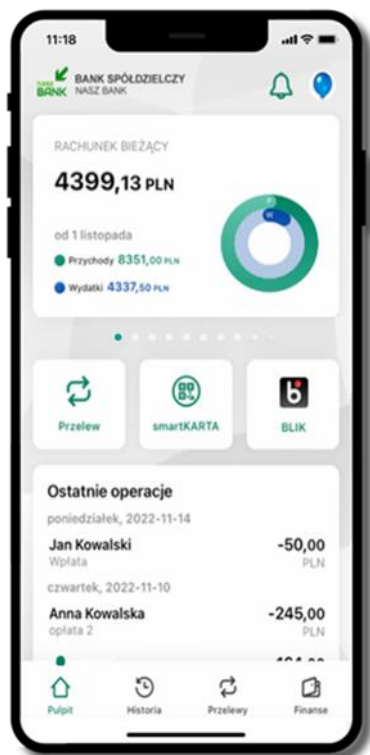 11:18
NASZ BANK
BANK SPÓŁDZIELCZY
NASZ BANK
RACHUNEK BIEŻĄCY
4399,13 PLN
od 1 listopada
Przychody 8351,00 PLN
Wydatki 4337,50 PLN
P
W
Przelew
smartKARTA
BLIK
Ostatnie operacje
poniedziałek, 2022-11-14
Jan Kowalski -50,00
Wpłata PLN
czwartek, 2022-11-10
Anna Kowalska -245,00
opłata 2 PLN
Pulpit Historia Przelewy Finanse